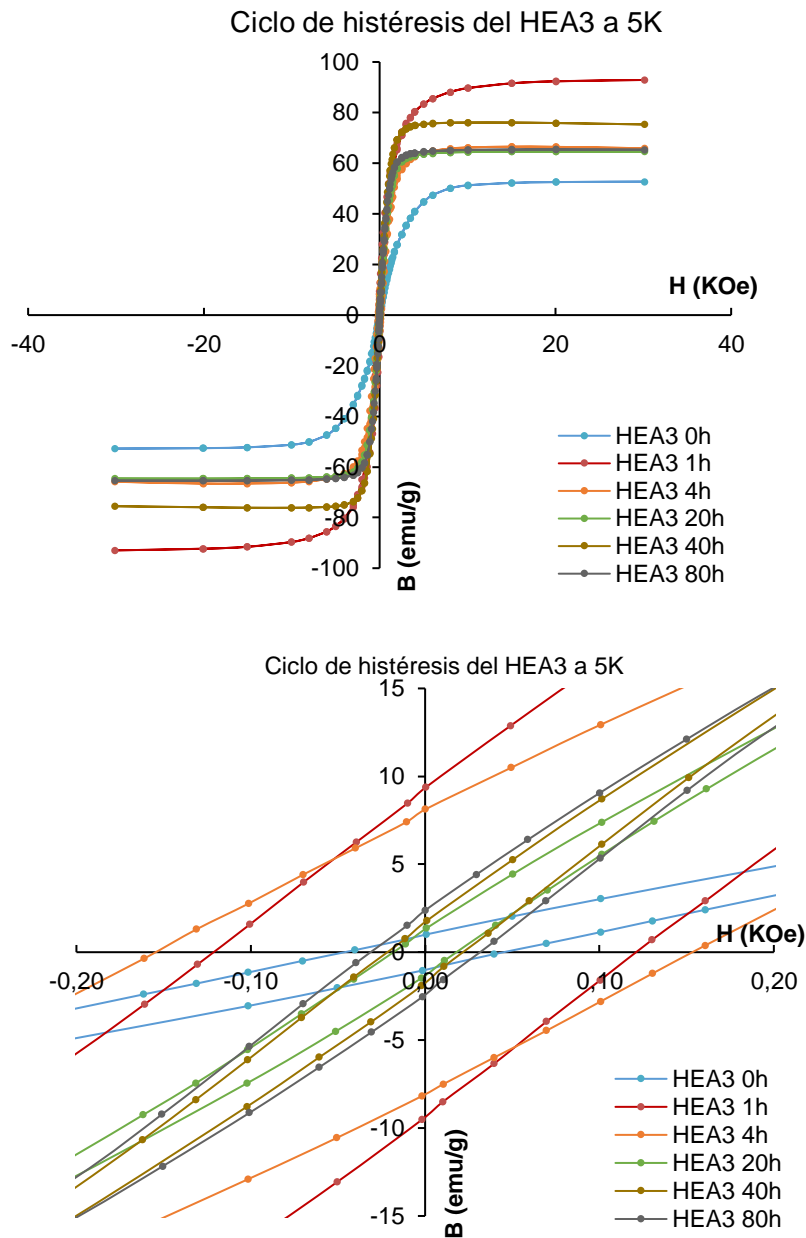 Ciclo de histéresis del HEA3 a 5K
100
80
60
40
20
0
-20
-40
-60
-80
-100
-40
-20
0
20
40
H (KOe)
B (emu/g)
HEA3 0h
HEA3 1h
HEA3 4h
HEA3 20h
HEA3 40h
HEA3 80h
Ciclo de histéresis del HEA3 a 5K
15
10
5
0
-5
-10
-15
-0,20
-0,10
0,00
0,10
0,20
H (KOe)
B (emu/g)
HEA3 0h
HEA3 1h
HEA3 4h
HEA3 20h
HEA3 40h
HEA3 80h